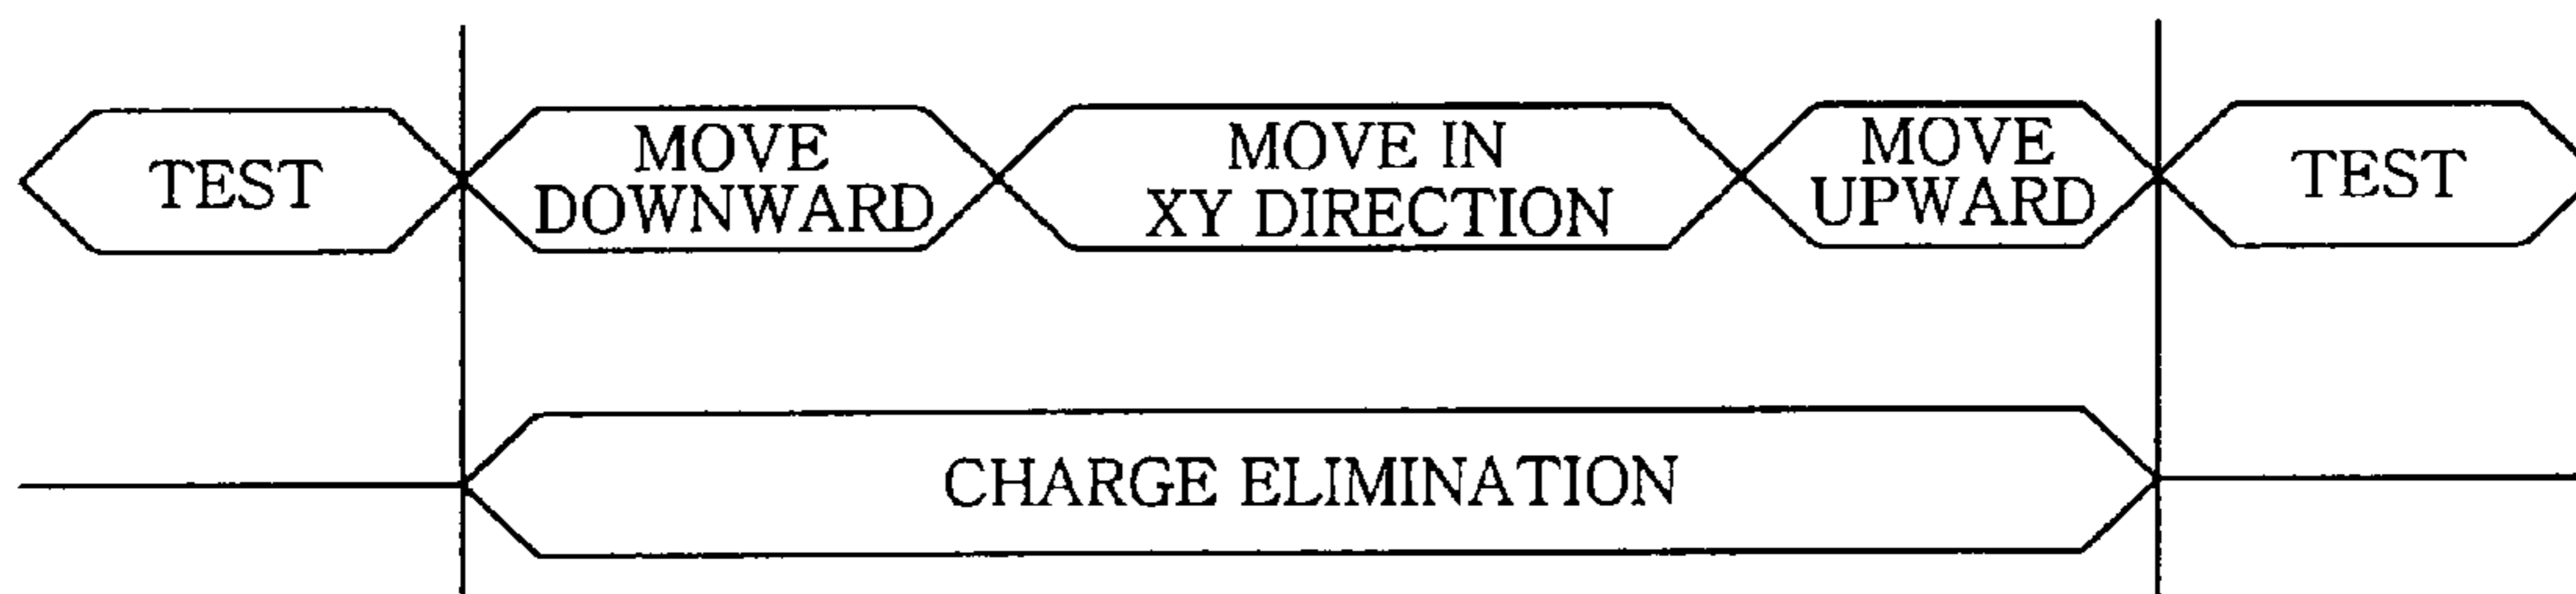 TEST
MOVE
DOWNWARD
MOVE IN
XY DIRECTION
MOVE
UPWARD
TEST
CHARGE ELIMINATION